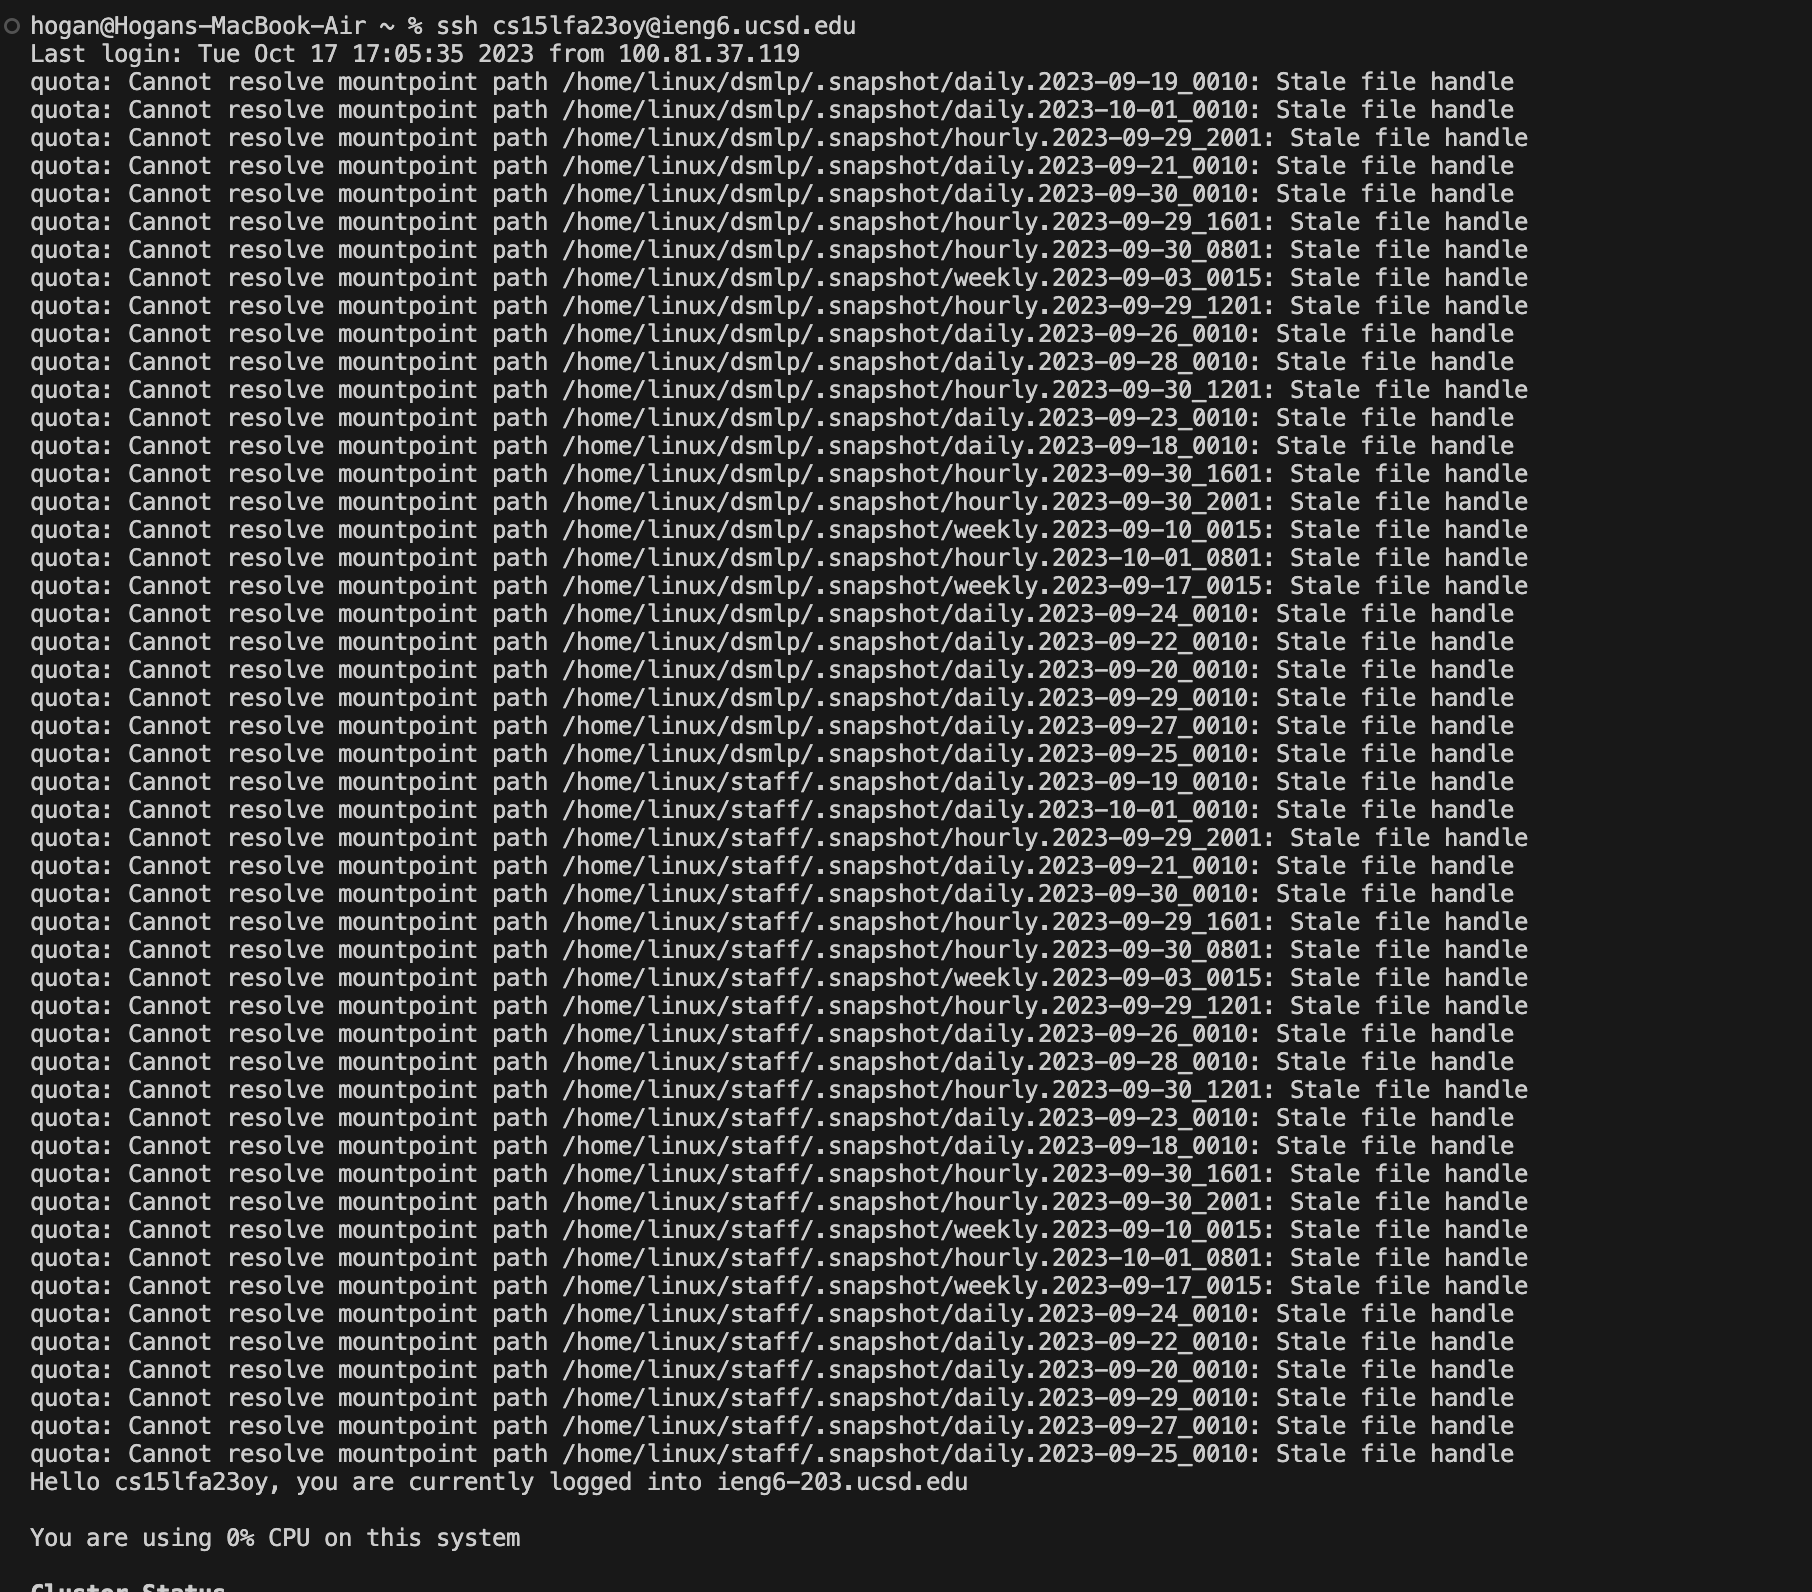 hogan@Hogans-MacBook-Air ~ % ssh cs15lfa23oy@ieng6.ucsd.edu
Last login: Tue Oct 17 17:05:35 2023 from 100.81.37.119
quota: Cannot resolve mountpoint path /home/linux/dsmlp/.snapshot/daily.2023-09-19_0010: Stale file handle
quota: Cannot resolve mountpoint path /home/linux/dsmlp/.snapshot/daily.2023-10-01_0010: Stale file handle
quota: Cannot resolve mountpoint path /home/linux/dsmlp/.snapshot/hourly.2023-09-29_2001: Stale file handle
quota: Cannot resolve mountpoint path /home/linux/dsmlp/.snapshot/daily.2023-09-21_0010: Stale file handle
quota: Cannot resolve mountpoint path /home/linux/dsmlp/.snapshot/daily.2023-09-30_0010: Stale file handle
quota: Cannot resolve mountpoint path /home/linux/dsmlp/.snapshot/hourly.2023-09-29_1601: Stale file handle
quota: Cannot resolve mountpoint path /home/linux/dsmlp/.snapshot/hourly.2023-09-30_0801: Stale file handle
quota: Cannot resolve mountpoint path /home/linux/dsmlp/.snapshot/weekly.2023-09-03_0015: Stale file handle
quota: Cannot resolve mountpoint path /home/linux/dsmlp/.snapshot/hourly.2023-09-29_1201: Stale file handle
quota: Cannot resolve mountpoint path /home/linux/dsmlp/.snapshot/daily.2023-09-26_0010: Stale file handle
quota: Cannot resolve mountpoint path /home/linux/dsmlp/.snapshot/daily.2023-09-28_0010: Stale file handle
quota: Cannot resolve mountpoint path /home/linux/dsmlp/.snapshot/hourly.2023-09-30_1201: Stale file handle
quota: Cannot resolve mountpoint path /home/linux/dsmlp/.snapshot/daily.2023-09-23_0010: Stale file handle
quota: Cannot resolve mountpoint path /home/linux/dsmlp/.snapshot/daily.2023-09-18_0010: Stale file handle
quota: Cannot resolve mountpoint path /home/linux/dsmlp/.snapshot/hourly.2023-09-30_1601: Stale file handle
quota: Cannot resolve mountpoint path /home/linux/dsmlp/.snapshot/hourly.2023-09-30_2001: Stale file handle
quota: Cannot resolve mountpoint path /home/linux/dsmlp/.snapshot/weekly.2023-09-10_0015: Stale file handle
quota: Cannot resolve mountpoint path /home/linux/dsmlp/.snapshot/hourly.2023-10-01_0801: Stale file handle
quota: Cannot resolve mountpoint path /home/linux/dsmlp/.snapshot/weekly.2023-09-17_0015: Stale file handle
quota: Cannot resolve mountpoint path /home/linux/dsmlp/.snapshot/daily.2023-09-24_0010: Stale file handle
quota: Cannot resolve mountpoint path /home/linux/dsmlp/.snapshot/daily.2023-09-22_0010: Stale file handle
quota: Cannot resolve mountpoint path /home/linux/dsmlp/.snapshot/daily.2023-09-20_0010: Stale file handle
quota: Cannot resolve mountpoint path /home/linux/dsmlp/.snapshot/daily.2023-09-29_0010: Stale file handle
quota: Cannot resolve mountpoint path /home/linux/dsmlp/.snapshot/daily.2023-09-27_0010: Stale file handle
quota: Cannot resolve mountpoint path /home/linux/dsmlp/.snapshot/daily.2023-09-25_0010: Stale file handle
quota: Cannot resolve mountpoint path /home/linux/staff/.snapshot/daily.2023-09-19_0010: Stale file handle
quota: Cannot resolve mountpoint path /home/linux/staff/.snapshot/daily.2023-10-01_0010: Stale file handle
quota: Cannot resolve mountpoint path /home/linux/staff/.snapshot/hourly.2023-09-29_2001: Stale file handle
quota: Cannot resolve mountpoint path /home/linux/staff/.snapshot/daily.2023-09-21_0010: Stale file handle
quota: Cannot resolve mountpoint path /home/linux/staff/.snapshot/daily.2023-09-30_0010: Stale file handle
quota: Cannot resolve mountpoint path /home/linux/staff/.snapshot/hourly.2023-09-29_1601: Stale file handle
quota: Cannot resolve mountpoint path /home/linux/staff/.snapshot/hourly.2023-09-30_0801: Stale file handle
quota: Cannot resolve mountpoint path /home/linux/staff/.snapshot/weekly.2023-09-03_0015: Stale file handle
quota: Cannot resolve mountpoint path /home/linux/staff/.snapshot/hourly.2023-09-29_1201: Stale file handle
quota: Cannot resolve mountpoint path /home/linux/staff/.snapshot/daily.2023-09-26_0010: Stale file handle
quota: Cannot resolve mountpoint path /home/linux/staff/.snapshot/daily.2023-09-28_0010: Stale file handle
quota: Cannot resolve mountpoint path /home/linux/staff/.snapshot/hourly.2023-09-30_1201: Stale file handle
quota: Cannot resolve mountpoint path /home/linux/staff/.snapshot/daily.2023-09-23_0010: Stale file handle
quota: Cannot resolve mountpoint path /home/linux/staff/.snapshot/daily.2023-09-18_0010: Stale file handle
quota: Cannot resolve mountpoint path /home/linux/staff/.snapshot/hourly.2023-09-30_1601: Stale file handle
quota: Cannot resolve mountpoint path /home/linux/staff/.snapshot/hourly.2023-09-30_2001: Stale file handle
quota: Cannot resolve mountpoint path /home/linux/staff/.snapshot/weekly.2023-09-10_0015: Stale file handle
quota: Cannot resolve mountpoint path /home/linux/staff/.snapshot/hourly.2023-10-01_0801: Stale file handle
quota: Cannot resolve mountpoint path /home/linux/staff/.snapshot/weekly.2023-09-17_0015: Stale file handle
quota: Cannot resolve mountpoint path /home/linux/staff/.snapshot/daily.2023-09-24_0010: Stale file handle
quota: Cannot resolve mountpoint path /home/linux/staff/.snapshot/daily.2023-09-22_0010: Stale file handle
quota: Cannot resolve mountpoint path /home/linux/staff/.snapshot/daily.2023-09-20_0010: Stale file handle
quota: Cannot resolve mountpoint path /home/linux/staff/.snapshot/daily.2023-09-29_0010: Stale file handle
quota: Cannot resolve mountpoint path /home/linux/staff/.snapshot/daily.2023-09-27_0010: Stale file handle
quota: Cannot resolve mountpoint path /home/linux/staff/.snapshot/daily.2023-09-25_0010: Stale file handle
Hello cs15lfa23oy, you are currently logged into ieng6-203.ucsd.edu
You are using 0% CPU on this system
Cluster Status